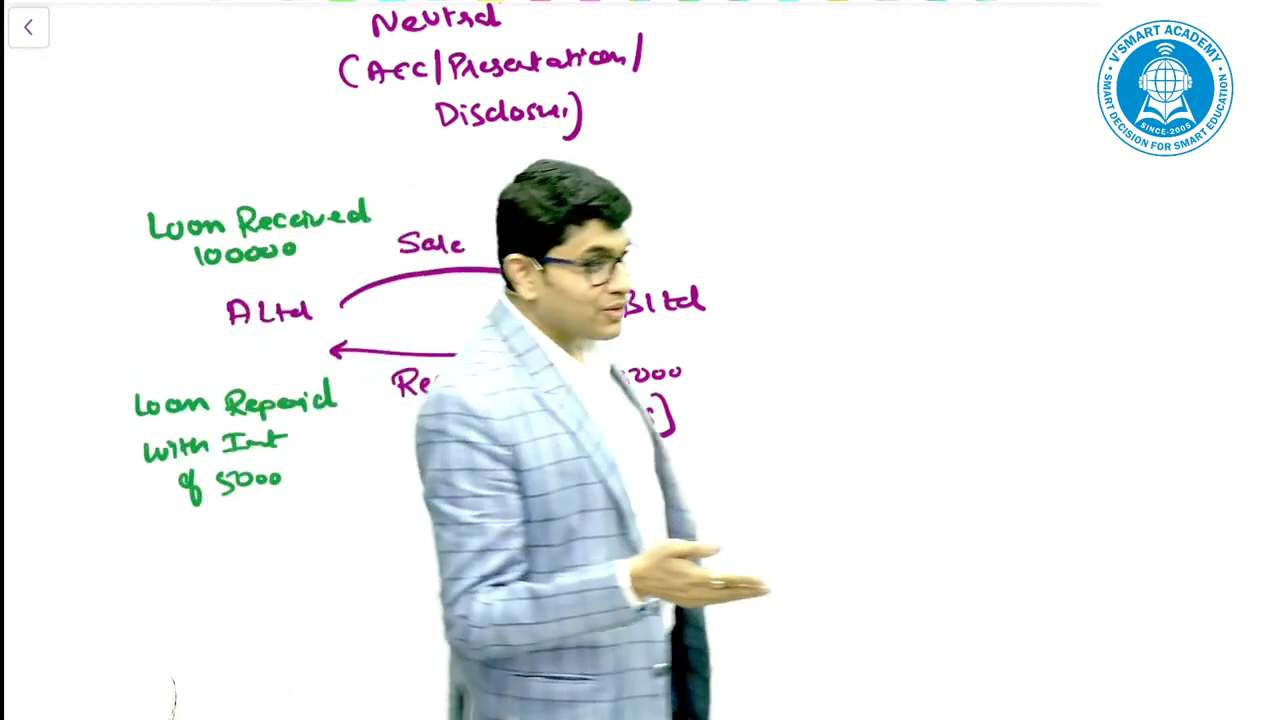 Neutral
(Acc/Presentation/
Disclosu.)
Loan Received
100000
Sale
A Ltd
B Ltd
Loan Repaid
with Int
of 5000
V'SMART ACADEMY
SINCE-2005
SMART DECISION FOR SMART EDUCATION